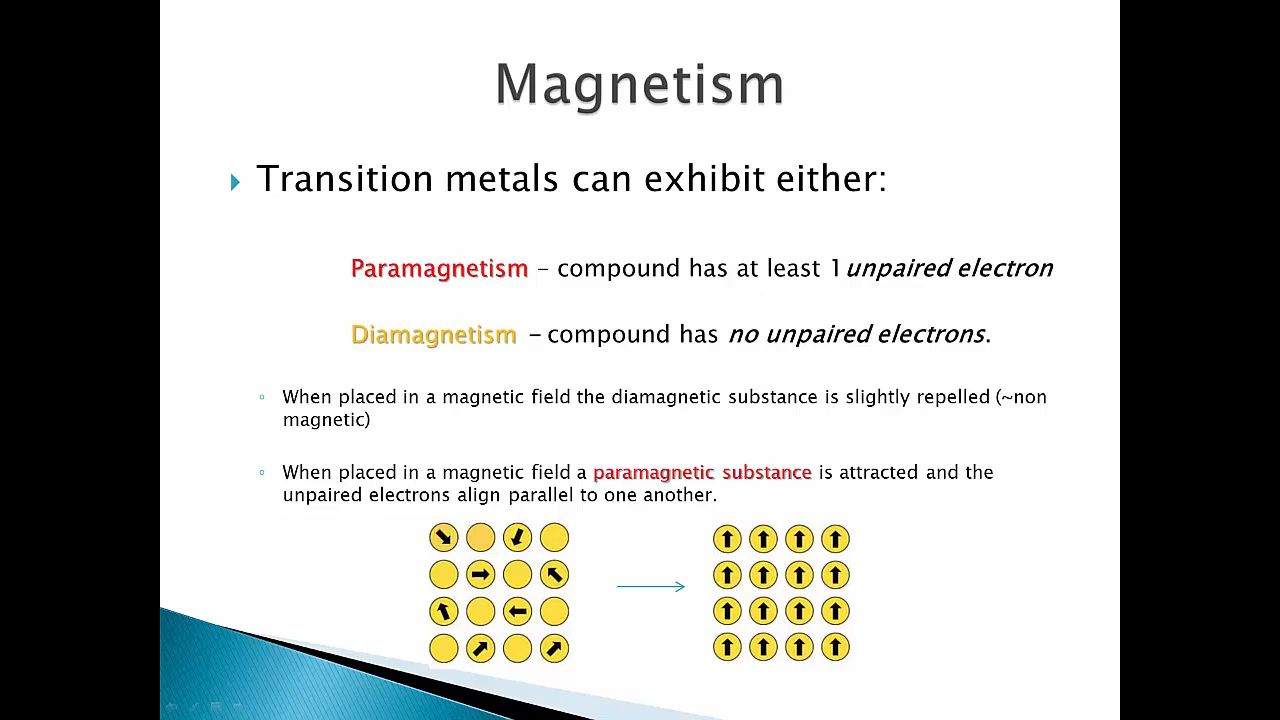 Magnetism
Transition metals can exhibit either:
Paramagnetism – compound has at least 1 unpaired electron
Diamagnetism – compound has no unpaired electrons.
When placed in a magnetic field the diamagnetic substance is slightly repelled (~non
magnetic)
When placed in a magnetic field a paramagnetic substance is attracted and the
unpaired electrons align parallel to one another.